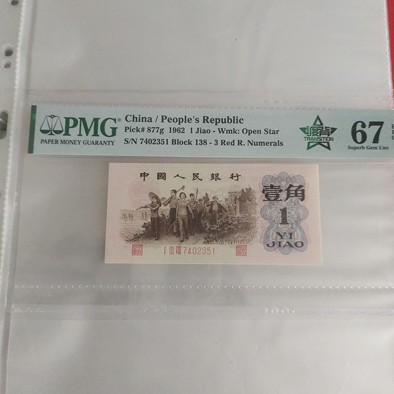 PMG
PAPER MONEY GUARANTY
China / People's Republic
Pick# 877g 1962 1 Jiao - Wmk: Open Star
S/N 7402351 Block 138 - 3 Red R. Numerals
TRANSITION
67
Superb Gem Unc
中國人民銀行
壹角
1
YI
JIAO
7402351